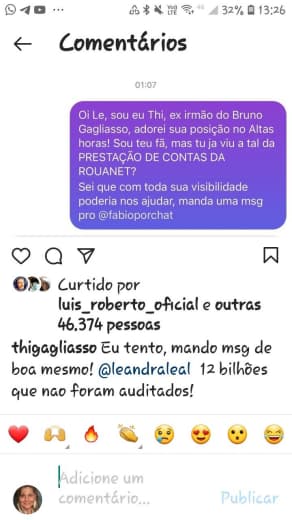 32% 13:26
Comentários
01:07
Oi Le, sou eu Thi, ex irmão do Bruno
Gagliasso, adorei sua posição no Altas
horas! Sou teu fã, mas tu ja viu a tal da
PRESTAÇÃO DE CONTAS DA
ROUANET?
Sei que com toda sua visibilidade
poderia nos ajudar, manda uma msg
pro @fabioporchat
Curtido por
luis_roberto_oficial e outras
46,374 pessoas
thigagliasso Eu tento, mando msg de
boa mesmo! @leandraleal 12 bilhões
que nao foram auditados!
Adicione um
comentário...
Publicar